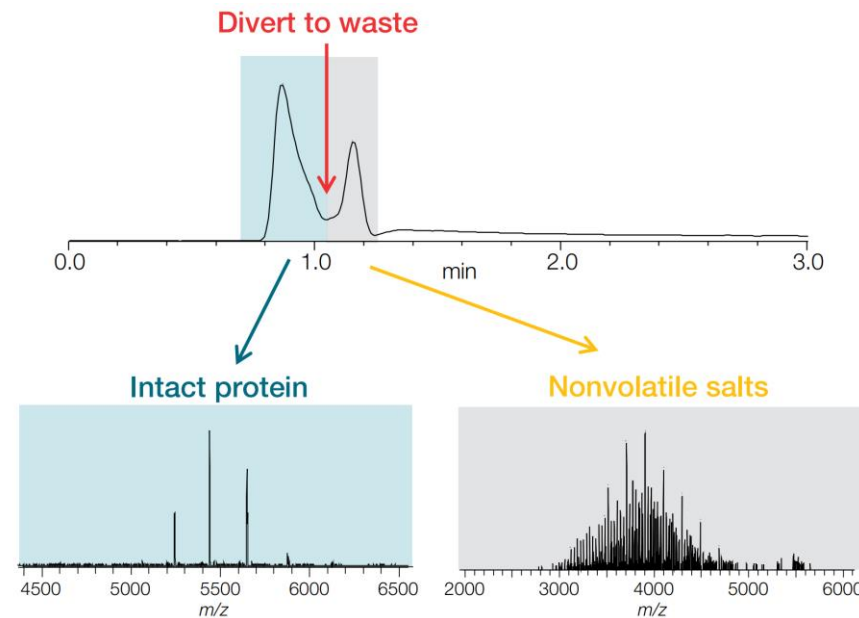 Divert to waste
0.0 1.0 2.0 3.0
min
Intact protein
Nonvolatile salts
4500 5000 5500 6000 6500
m/z
2000 3000 4000 5000 6000
m/z